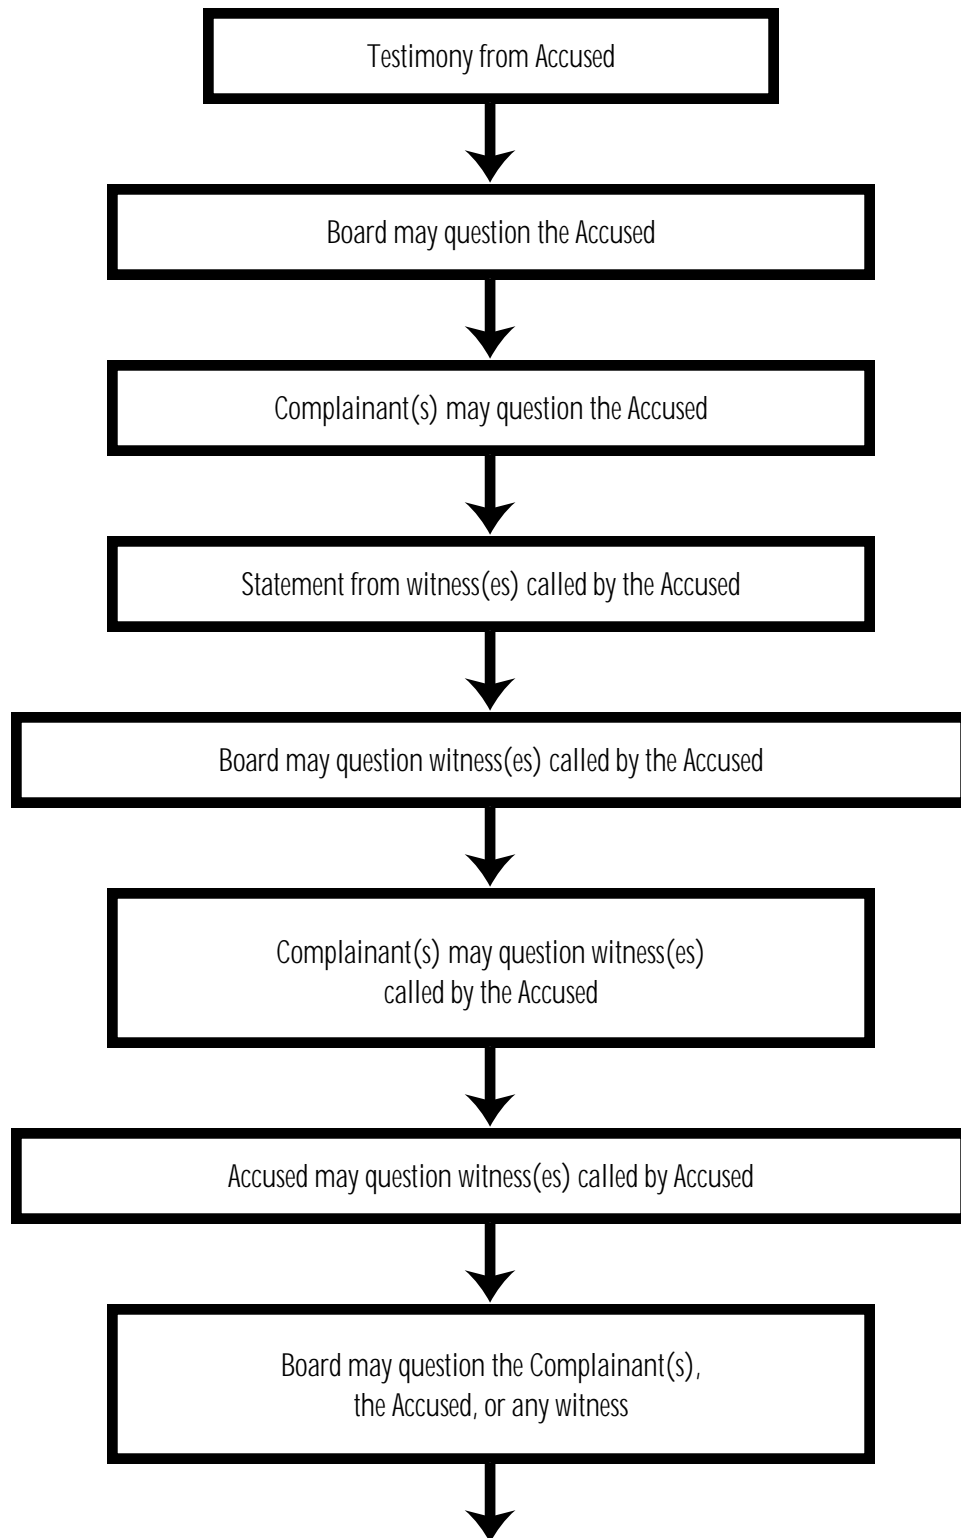 Testimony from Accused
Board may question the Accused
Complainant(s) may question the Accused
Statement from witness(es) called by the Accused
Board may question witness(es) called by the Accused
Complainant(s) may question witness(es)
called by the Accused
Accused may question witness(es) called by Accused
Board may question the Complainant(s),
the Accused, or any witness